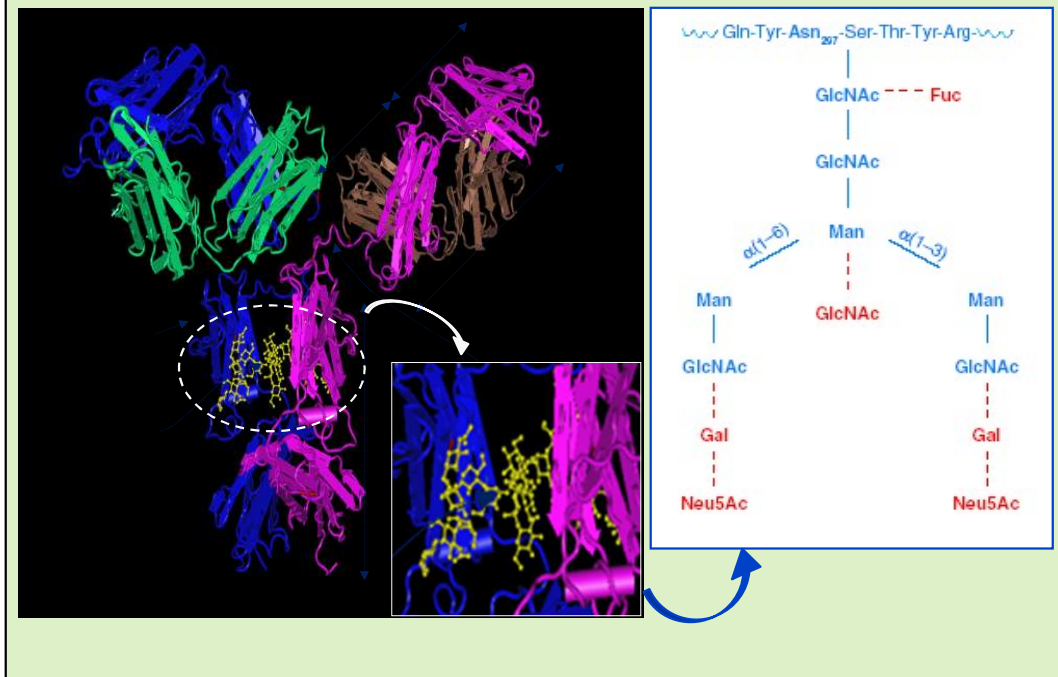 Gln-Tyr-Asn297-Ser-Thr-Tyr-Arg
GlcNAc Fuc
GlcNAc
α(1–6) Man α(1–3)
GlcNAc
Man Man
GlcNAc GlcNAc
Gal Gal
Neu5Ac Neu5Ac